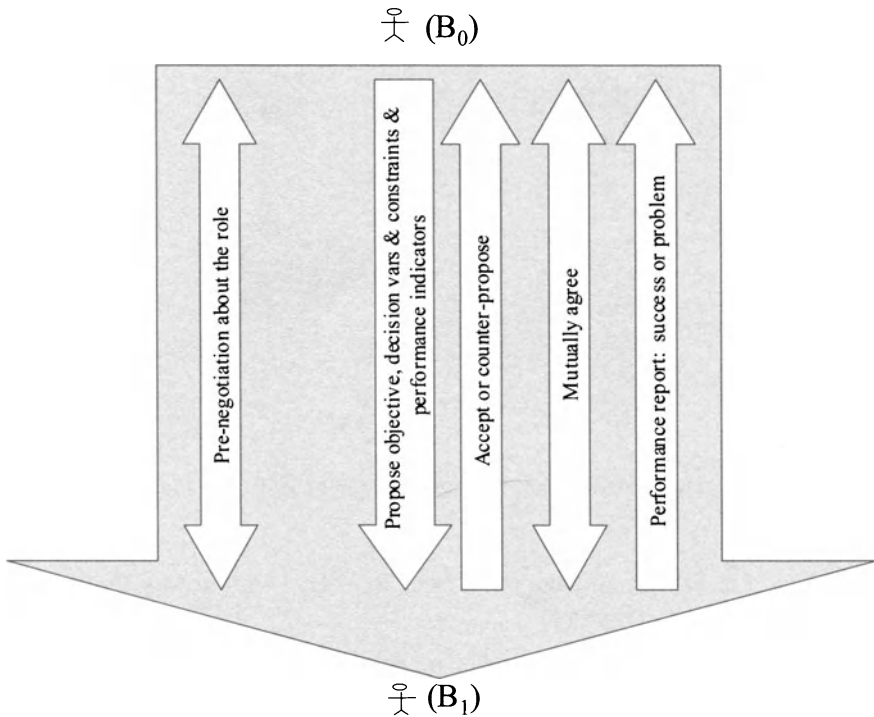 (B₀)
Pre-negotiation about the role
Propose objective, decision vars & constraints &
performance indicators
Accept or counter-propose
Mutually agree
Performance report: success or problem
(B₁)